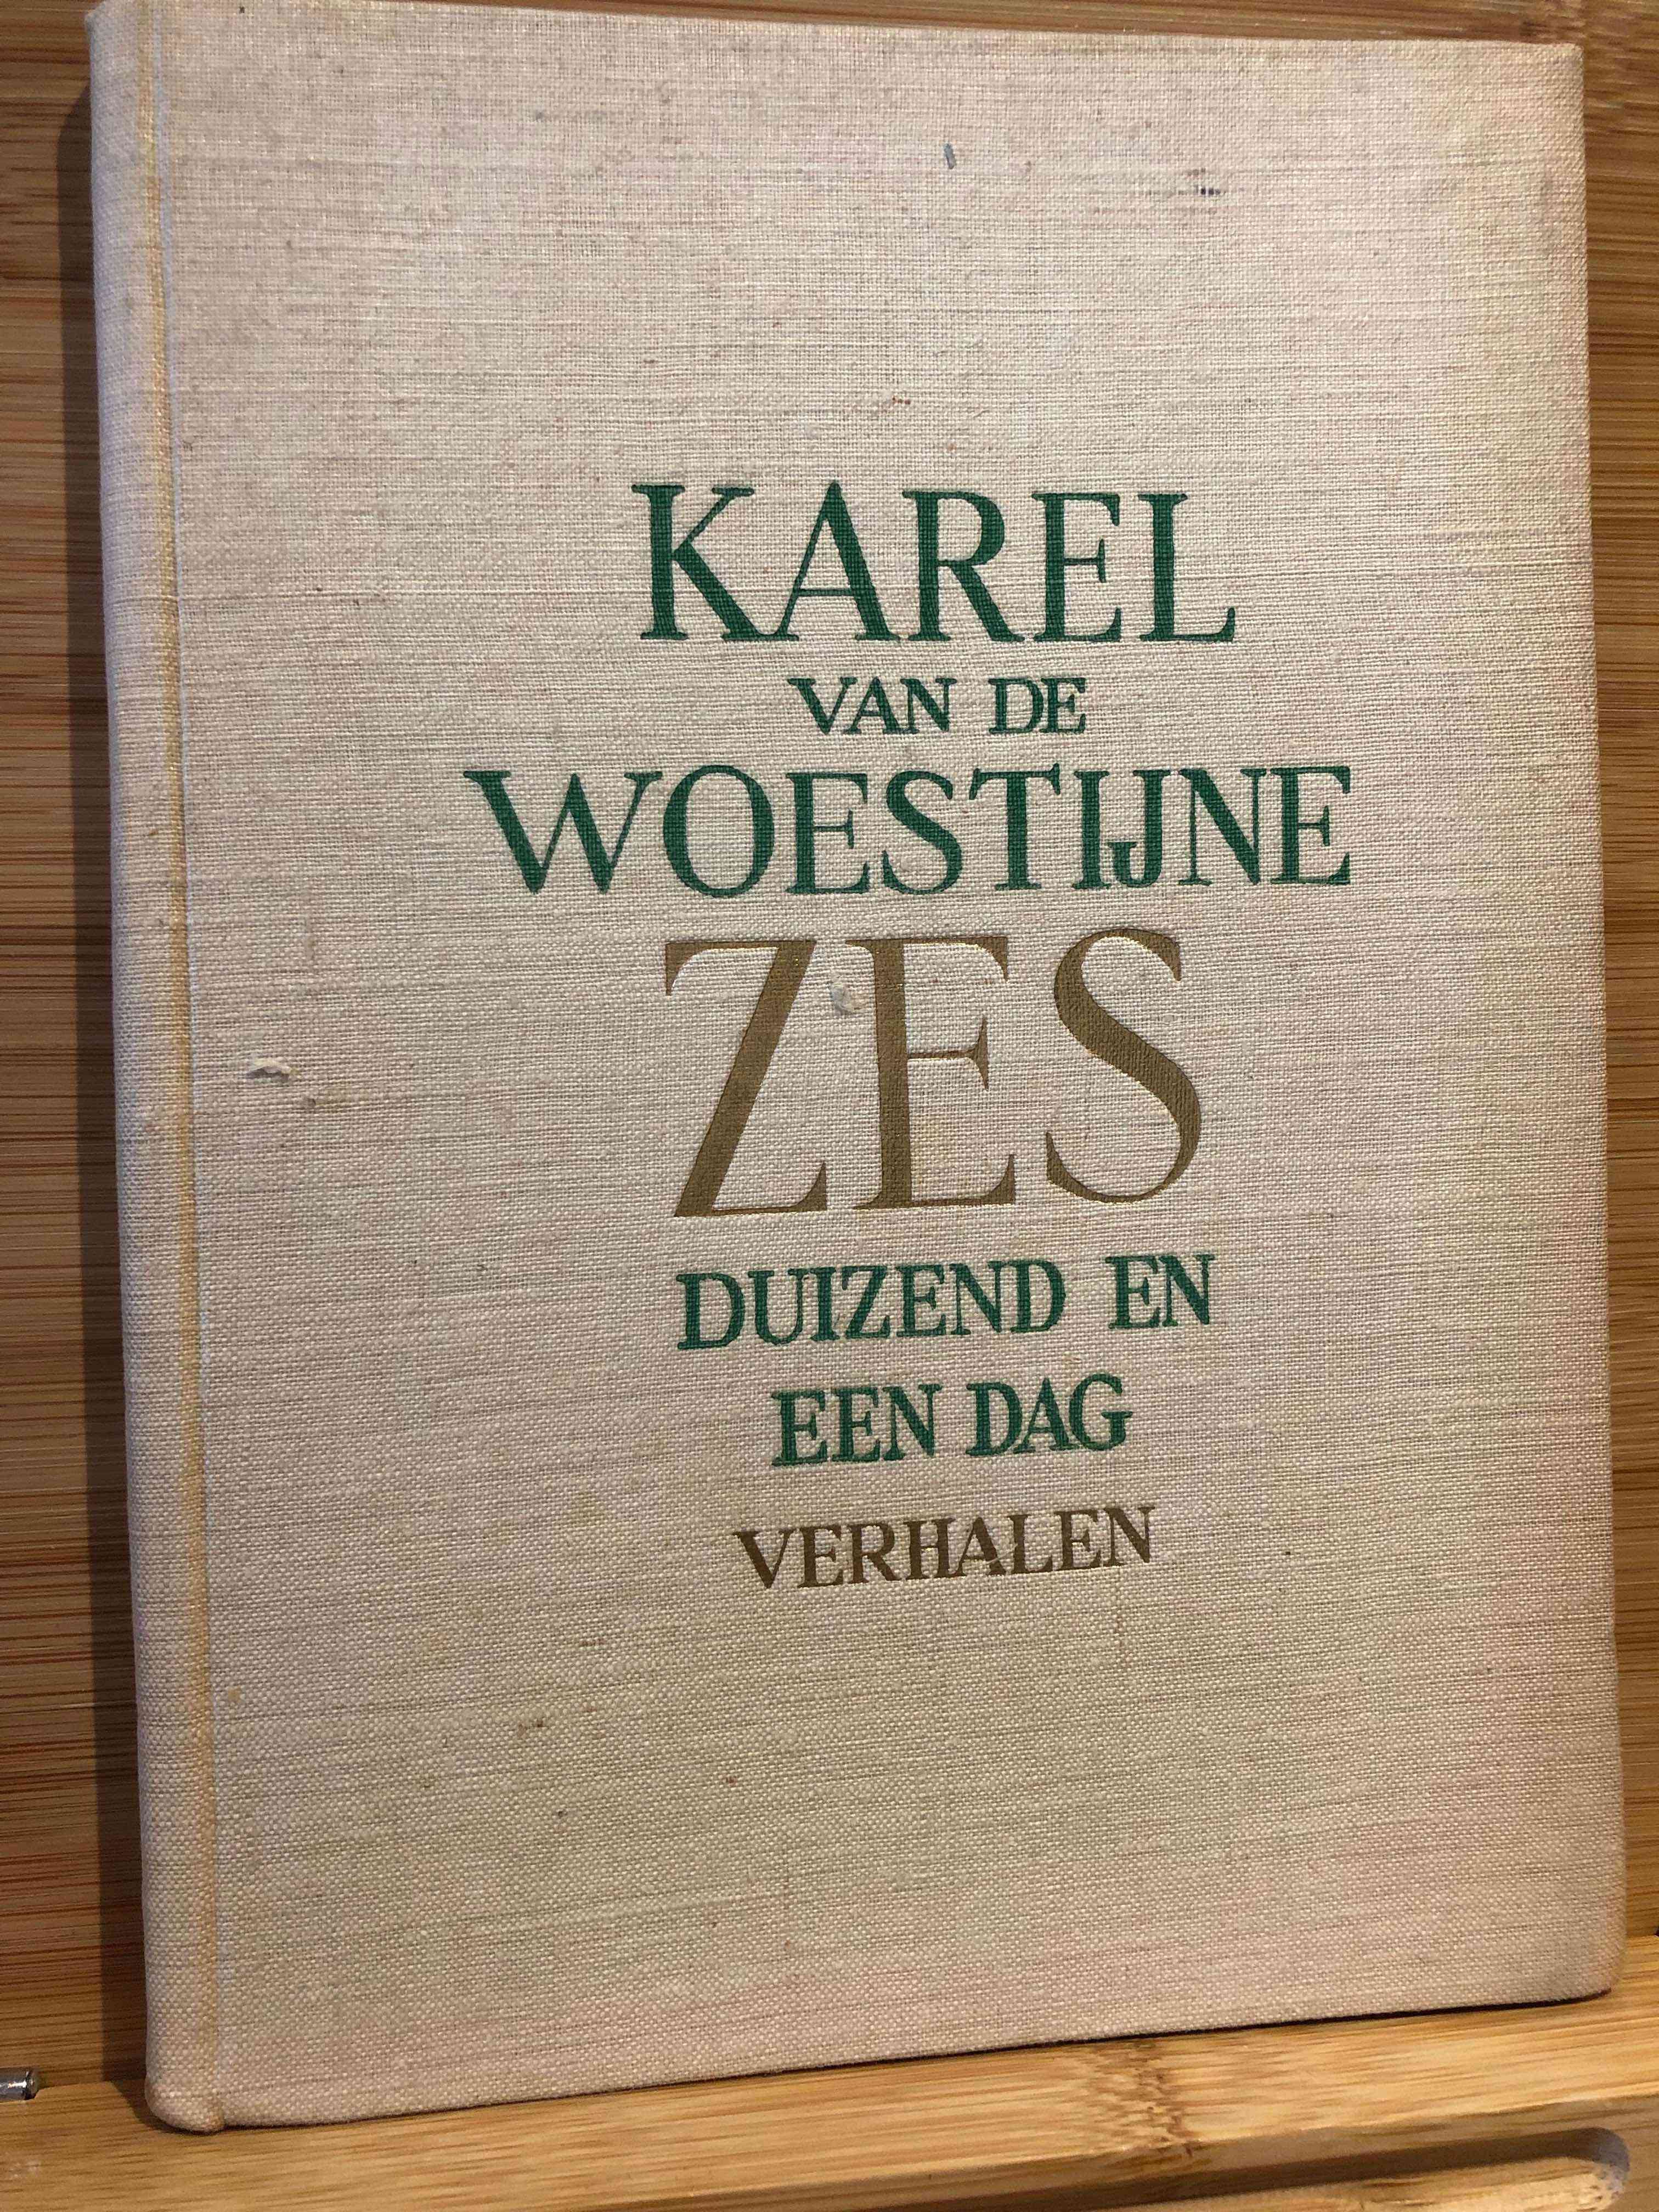 KAREL
VAN DE
WOESTIJNE
ZES
DUIZEND EN
EEN DAG
VERHALEN